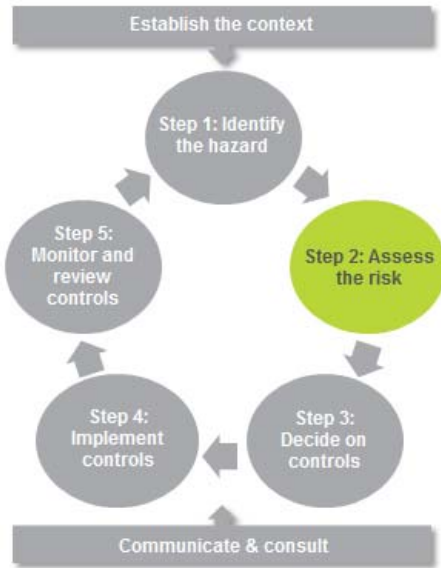 Establish the context
Step 1: Identify
the hazard
Step 2: Assess
the risk
Step 3:
Decide on
controls
Step 4:
Implement
controls
Step 5:
Monitor and
review
controls
Communicate & consult